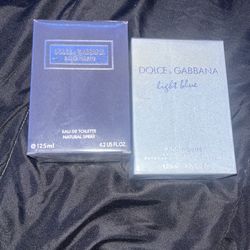 DOLCE & GABBANA
EAU DE TOILETTE
NATURAL SPRAY
℮ 125ml 4.2 US FL.OZ.
DOLCE & GABBANA
light blue